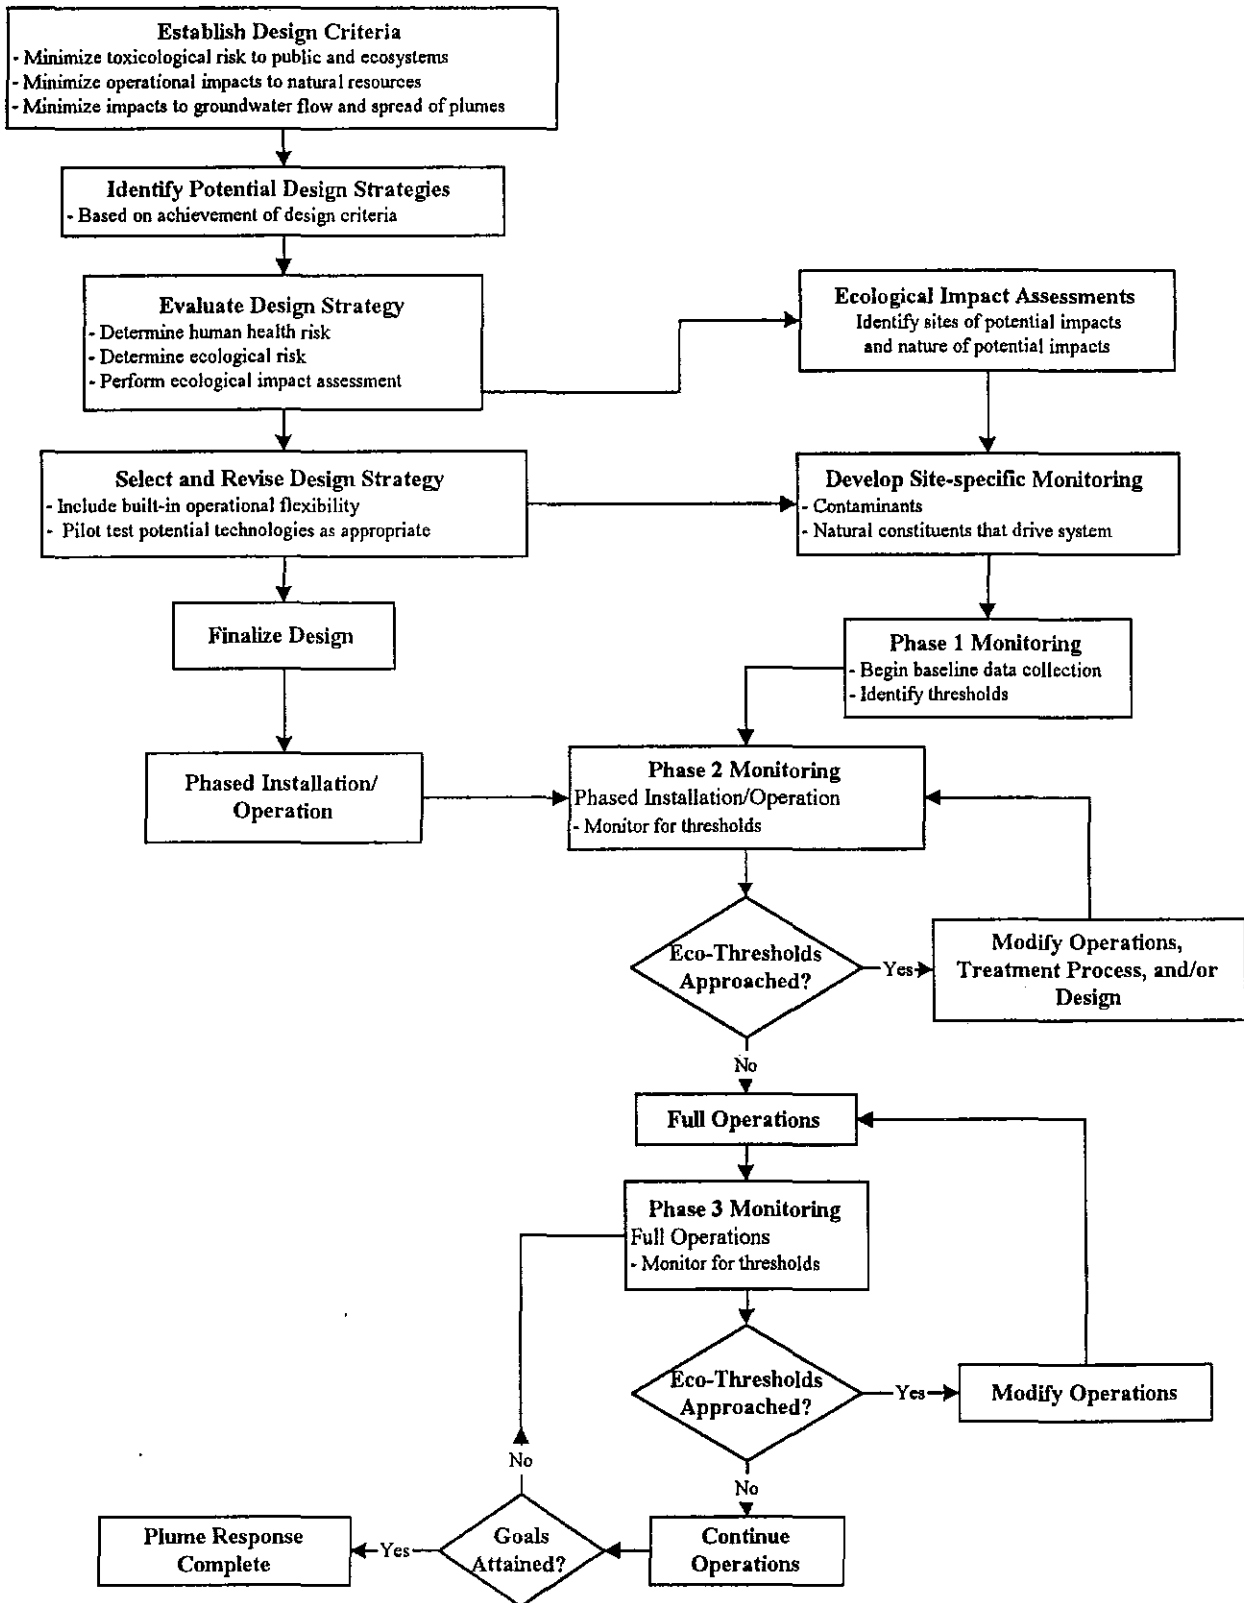 Establish Design Criteria
- Minimize toxicological risk to public and ecosystems
- Minimize operational impacts to natural resources
- Minimize impacts to groundwater flow and spread of plumes
Identify Potential Design Strategies
- Based on achievement of design criteria
Evaluate Design Strategy
- Determine human health risk
- Determine ecological risk
- Perform ecological impact assessment
Ecological Impact Assessments
Identify sites of potential impacts
and nature of potential impacts
Select and Revise Design Strategy
- Include built-in operational flexibility
- Pilot test potential technologies as appropriate
Develop Site-specific Monitoring
- Contaminants
- Natural constituents that drive system
Finalize Design
Phase 1 Monitoring
- Begin baseline data collection
- Identify thresholds
Phased Installation/
Operation
Phase 2 Monitoring
Phased Installation/Operation
- Monitor for thresholds
Eco-Thresholds
Approached?
Yes
Modify Operations,
Treatment Process, and/or
Design
No
Full Operations
Phase 3 Monitoring
Full Operations
- Monitor for thresholds
Eco-Thresholds
Approached?
Yes
Modify Operations
No
No
Continue
Operations
Goals
Attained?
Yes
Plume Response
Complete